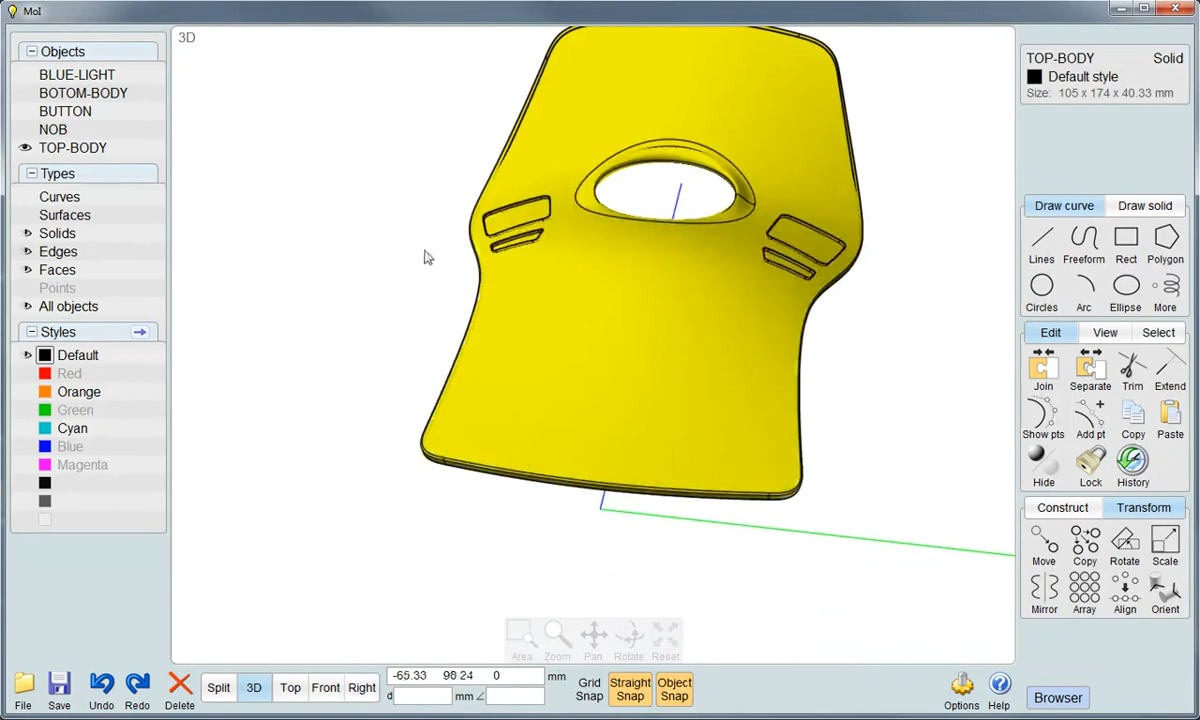 MoI
Objects
BLUE-LIGHT
BOTOM-BODY
BUTTON
NOB
TOP-BODY
Types
Curves
Surfaces
Solids
Edges
Faces
Points
All objects
Styles
Default
Red
Orange
Green
Cyan
Blue
Magenta
3D
TOP-BODY Solid
Default style
Size: 105 x 174 x 40.33 mm
Draw curve Draw solid
Lines Freeform Rect Polygon
Circles Arc Ellipse More
Edit View Select
Join Separate Trim Extend
Show pts Add pt Copy Paste
Hide Lock History
Construct Transform
Move Copy Rotate Scale
Mirror Array Align Orient
Area Zoom Pan Rotate Reset
File Save Undo Redo Delete
Split 3D Top Front Right
-65.33 98.24 0 mm
d mm ∠
Grid Snap
Straight Snap
Object Snap
Options Help
Browser